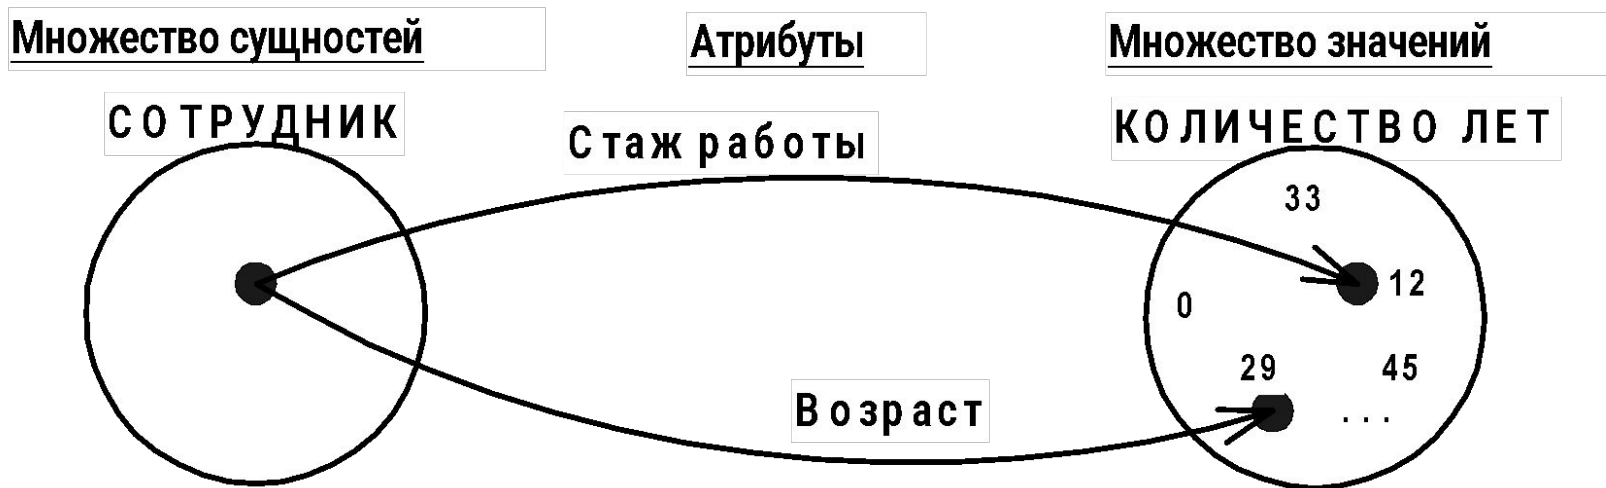 Множество сущностей
Атрибуты
Множество значений
СОТРУДНИК
Стаж работы
КОЛИЧЕСТВО ЛЕТ
33
12
0
29
45
...
Возраст